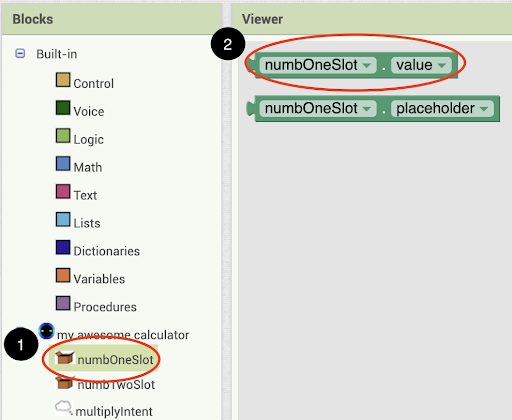 Blocks
Built-in
Control
Voice
Logic
Math
Text
Lists
Dictionaries
Variables
Procedures
my awesome calculator
1
numbOneSlot
numbTwoSlot
multiplyIntent
Viewer
2
numbOneSlot . value
numbOneSlot . placeholder